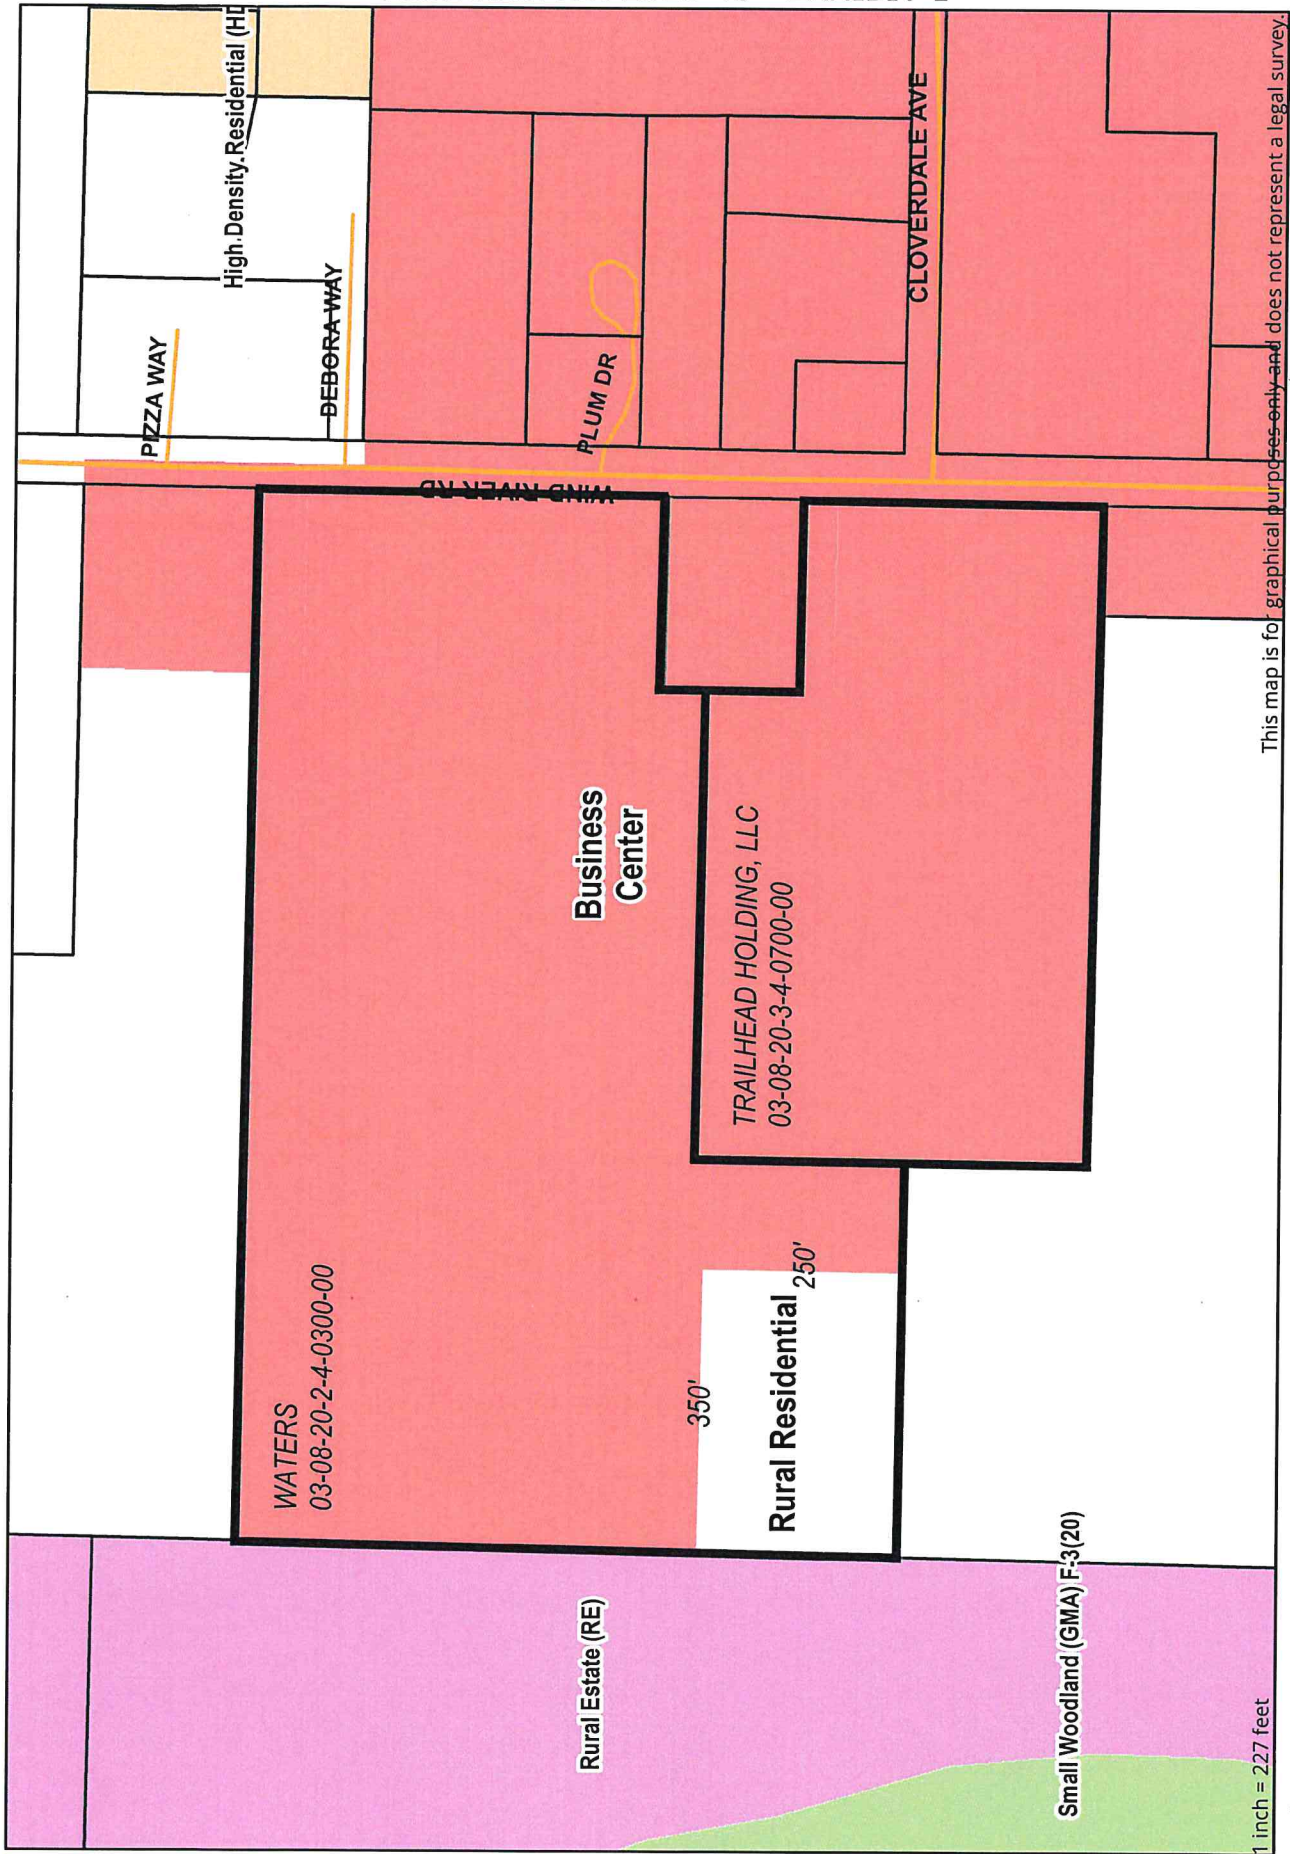 High Density Residential (HD
PIZZA WAY
DEBORA WAY
PLUM DR
CLOVERDALE AVE
WIND RIVER RD
WATERS
03-08-20-2-4-0300-00
Business
Center
TRAILHEAD HOLDING, LLC
03-08-20-3-4-0700-00
350'
250'
Rural Residential
Rural Estate (RE)
Small Woodland (GMA) F-3(20)
1 inch = 227 feet
This map is for graphical purposes only and does not represent a legal survey.